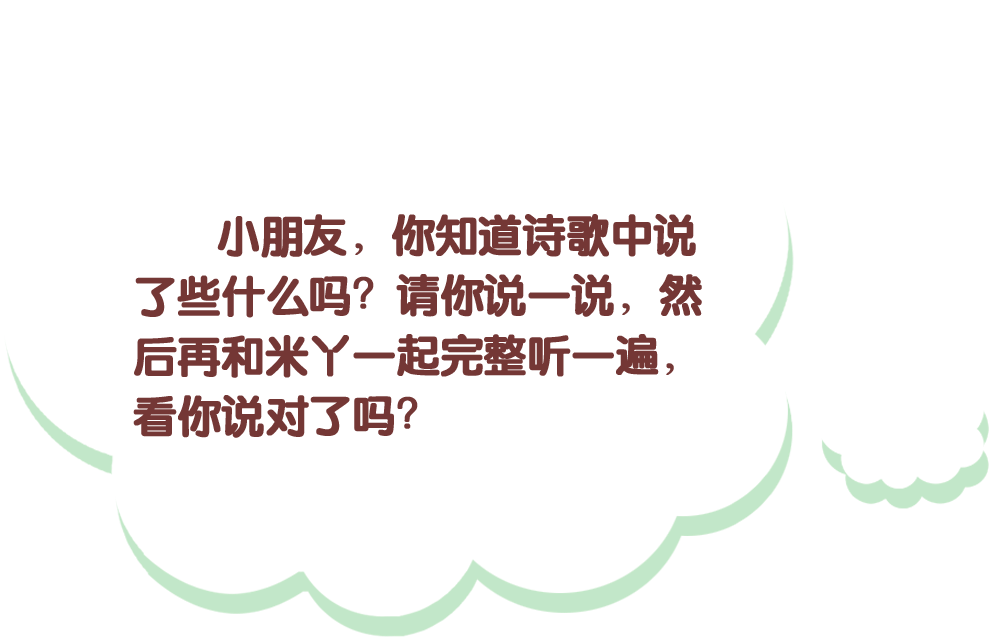 小朋友，你知道诗歌中说
了些什么吗？请你说一说，然
后再和米丫一起完整听一遍，
看你说对了吗？